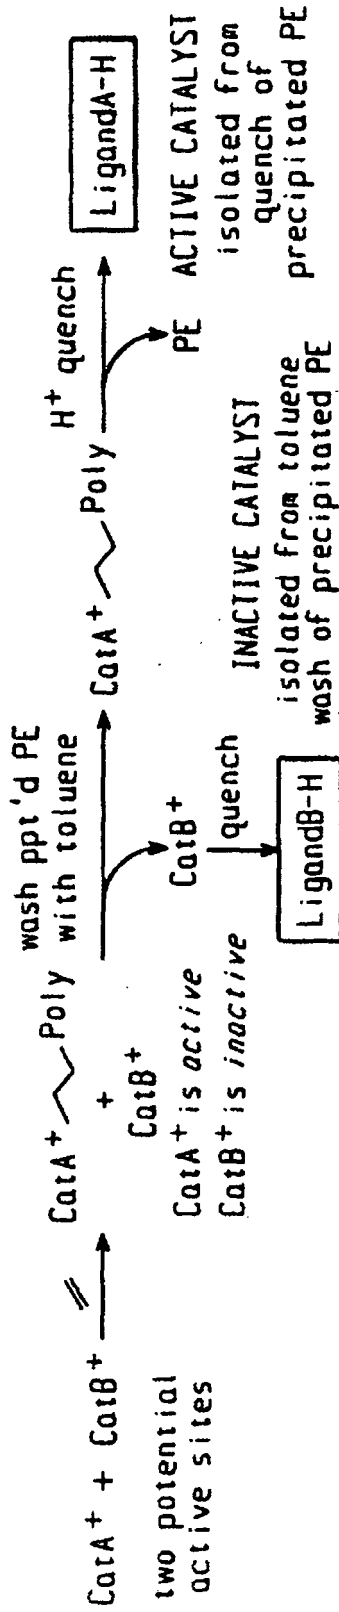 CatA⁺ + CatB⁺
two potential
active sites
CatA⁺ Poly
+
CatB⁺
CatA⁺ is active
CatB⁺ is inactive
wash ppt'd PE
with toluene
CatB⁺
quench
LigandB-H
INACTIVE CATALYST
isolated from toluene
wash of precipitated PE
CatA⁺ Poly
H⁺ quench
PE
LigandA-H
ACTIVE CATALYST
isolated from
quench of
precipitated PE